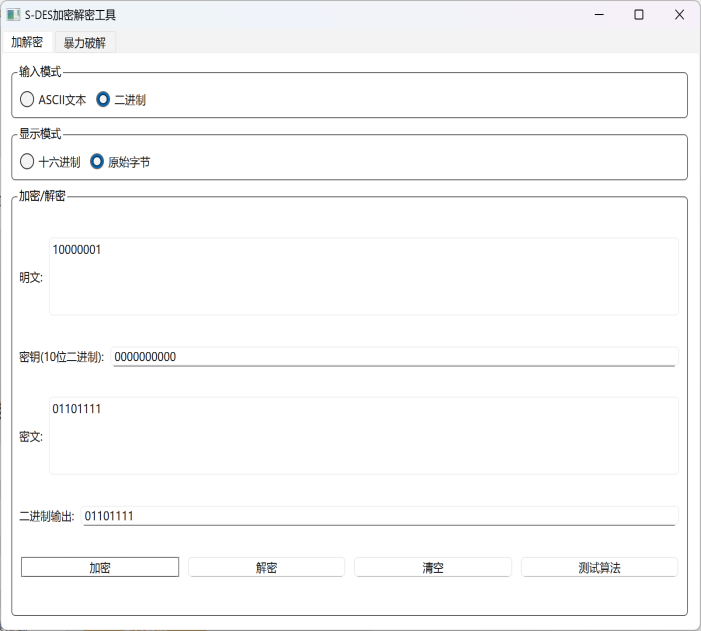 S-DES加密解密工具
加解密 暴力破解
输入模式
ASCII文本 二进制
显示模式
十六进制 原始字节
加密/解密
明文: 10000001
密钥(10位二进制): 0000000000
密文: 01101111
二进制输出: 01101111
加密 解密 清空 测试算法